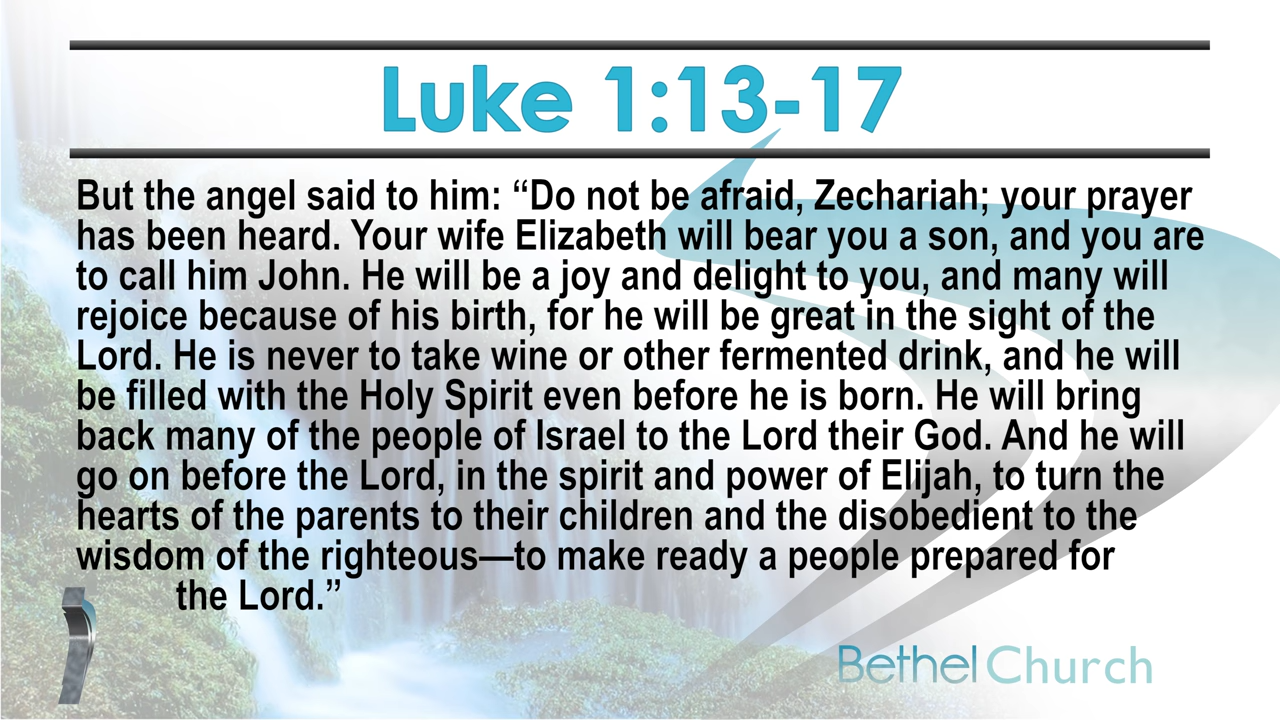 Luke 1:13-17
But the angel said to him: “Do not be afraid, Zechariah; your prayer
has been heard. Your wife Elizabeth will bear you a son, and you are
to call him John. He will be a joy and delight to you, and many will
rejoice because of his birth, for he will be great in the sight of the
Lord. He is never to take wine or other fermented drink, and he will
be filled with the Holy Spirit even before he is born. He will bring
back many of the people of Israel to the Lord their God. And he will
go on before the Lord, in the spirit and power of Elijah, to turn the
hearts of the parents to their children and the disobedient to the
wisdom of the righteous—to make ready a people prepared for
the Lord.”
Bethel Church